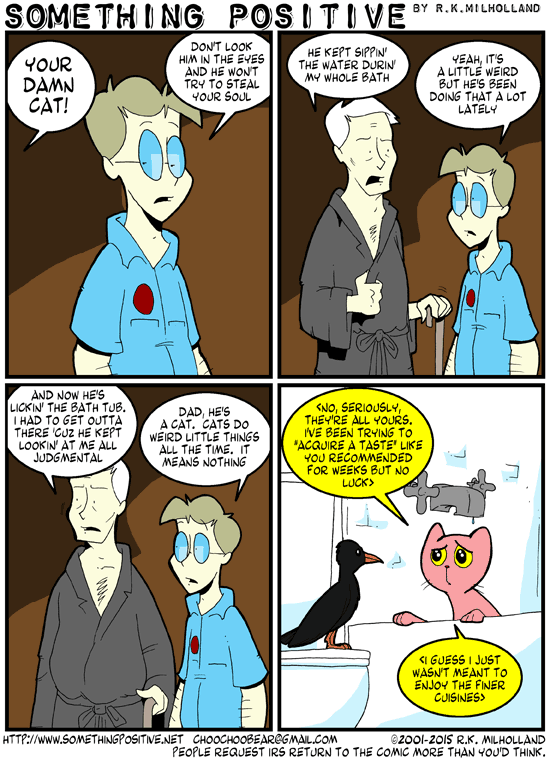 SOMETHING POSITIVE BY R.K.MILHOLLAND
YOUR
DAMN
CAT!
DON'T LOOK
HIM IN THE EYES
AND HE WON'T
TRY TO STEAL
YOUR SOUL
HE KEPT SIPPIN'
THE WATER DURIN'
MY WHOLE BATH
YEAH, IT'S
A LITTLE WEIRD
BUT HE'S BEEN
DOING THAT A LOT
LATELY
AND NOW HE'S
LICKIN' THE BATH TUB.
I HAD TO GET OUTTA
THERE 'CUZ HE KEPT
LOOKIN' AT ME ALL
JUDGMENTAL
DAD, HE'S
A CAT. CATS DO
WEIRD LITTLE THINGS
ALL THE TIME. IT
MEANS NOTHING
<NO, SERIOUSLY,
THEY'RE ALL YOURS.
I'VE BEEN TRYING TO
"ACQUIRE A TASTE" LIKE
YOU RECOMMENDED
FOR WEEKS BUT NO
LUCK>
<I GUESS I JUST
WASN'T MEANT TO
ENJOY THE FINER
CUISINES>
HTTP://WWW.SOMETHINGPOSITIVE.NET CHOOCHOOBEAR@GMAIL.COM ©2001-2015 R.K. MILHOLLAND
PEOPLE REQUEST IRS RETURN TO THE COMIC MORE THAN YOU'D THINK.